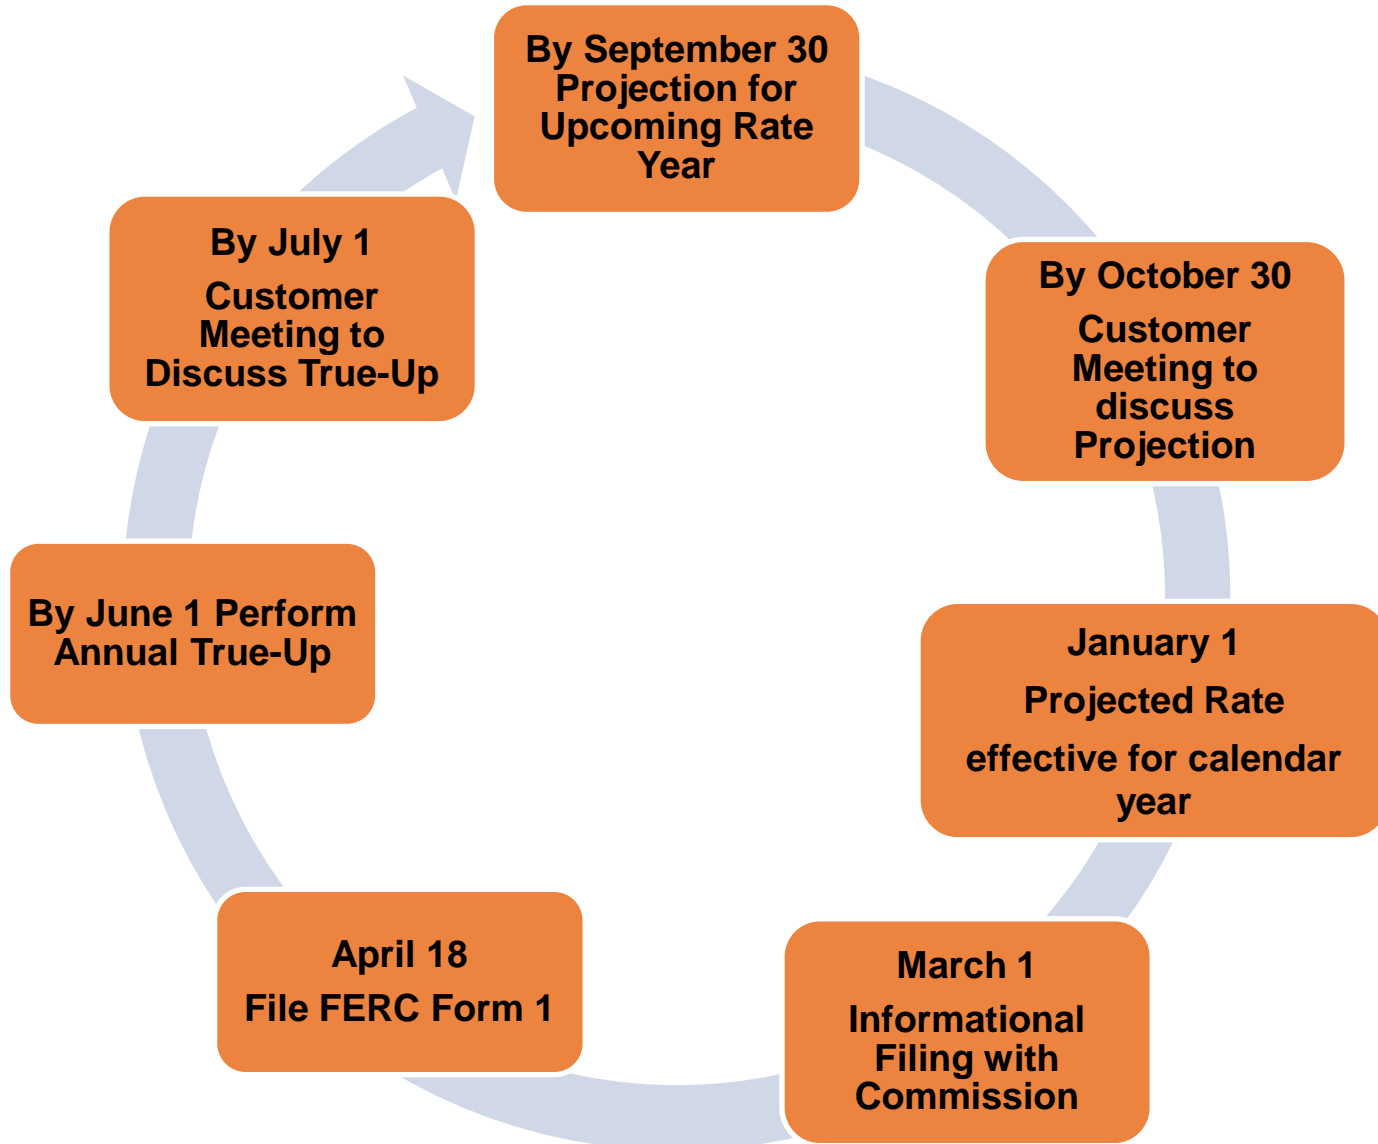 By September 30
Projection for
Upcoming Rate
Year
By October 30
Customer
Meeting to
discuss
Projection
January 1
Projected Rate
effective for calendar
year
March 1
Informational
Filing with
Commission
April 18
File FERC Form 1
By June 1 Perform
Annual True-Up
By July 1
Customer
Meeting to
Discuss True-Up